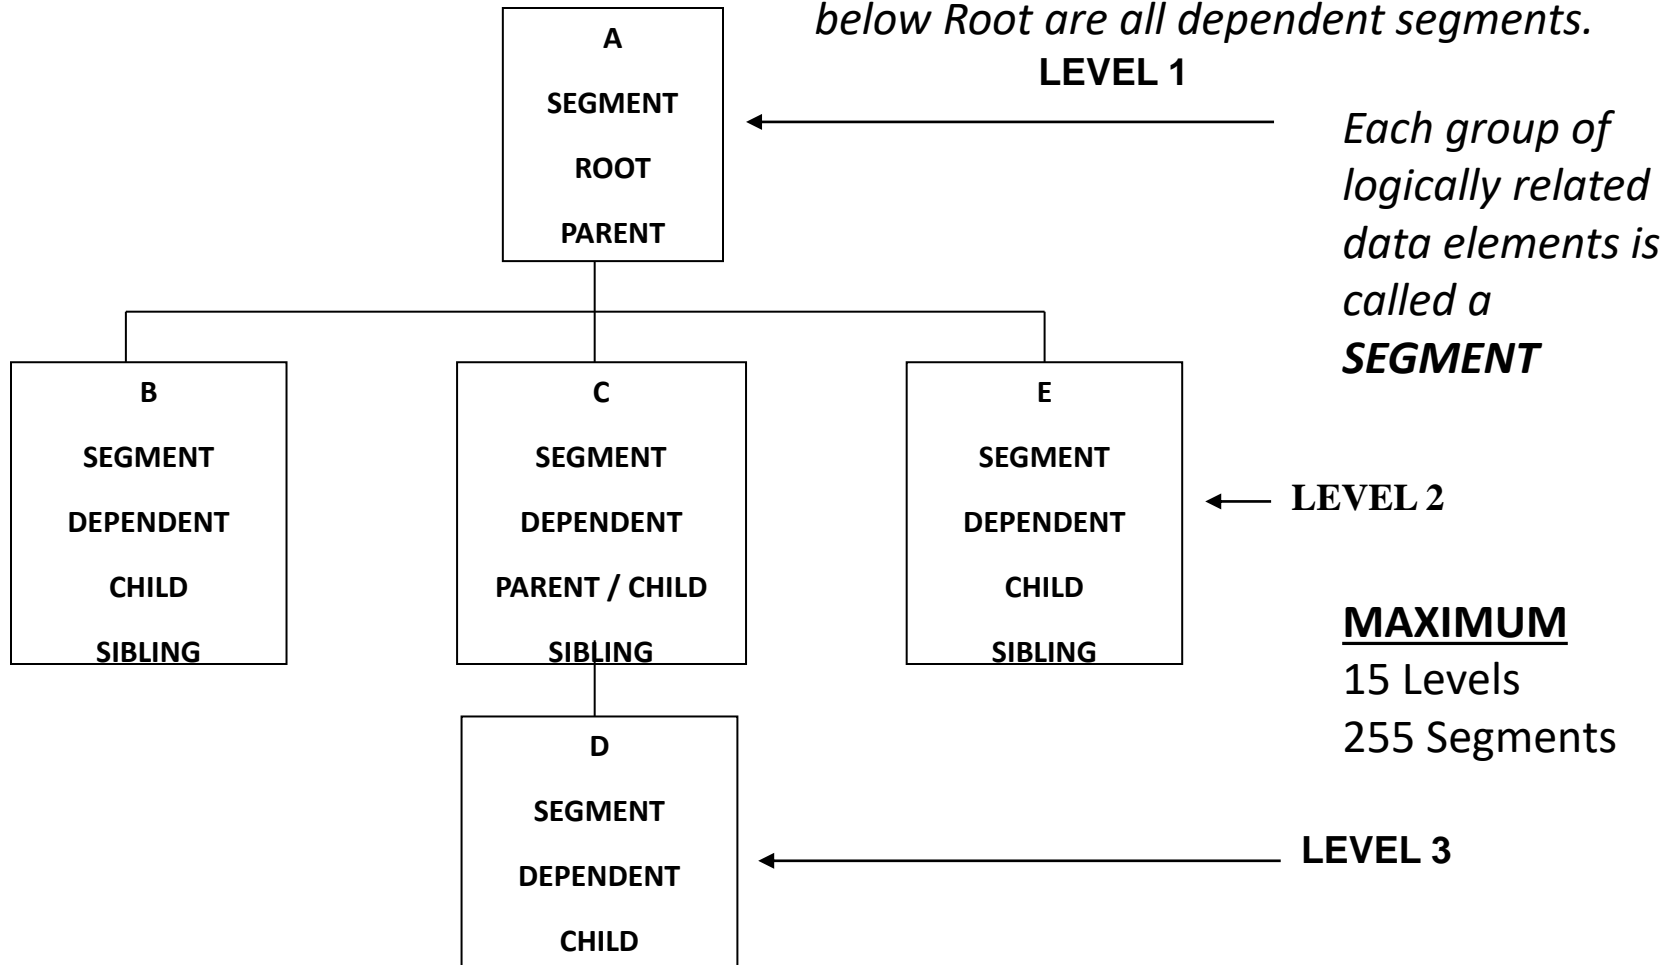 below Root are all dependent segments.
LEVEL 1
A
SEGMENT
ROOT
PARENT
Each group of
logically related
data elements is
called a
SEGMENT
B
SEGMENT
DEPENDENT
CHILD
SIBLING
C
SEGMENT
DEPENDENT
PARENT / CHILD
SIBLING
E
SEGMENT
DEPENDENT
CHILD
SIBLING
LEVEL 2
MAXIMUM
15 Levels
255 Segments
D
SEGMENT
DEPENDENT
CHILD
LEVEL 3